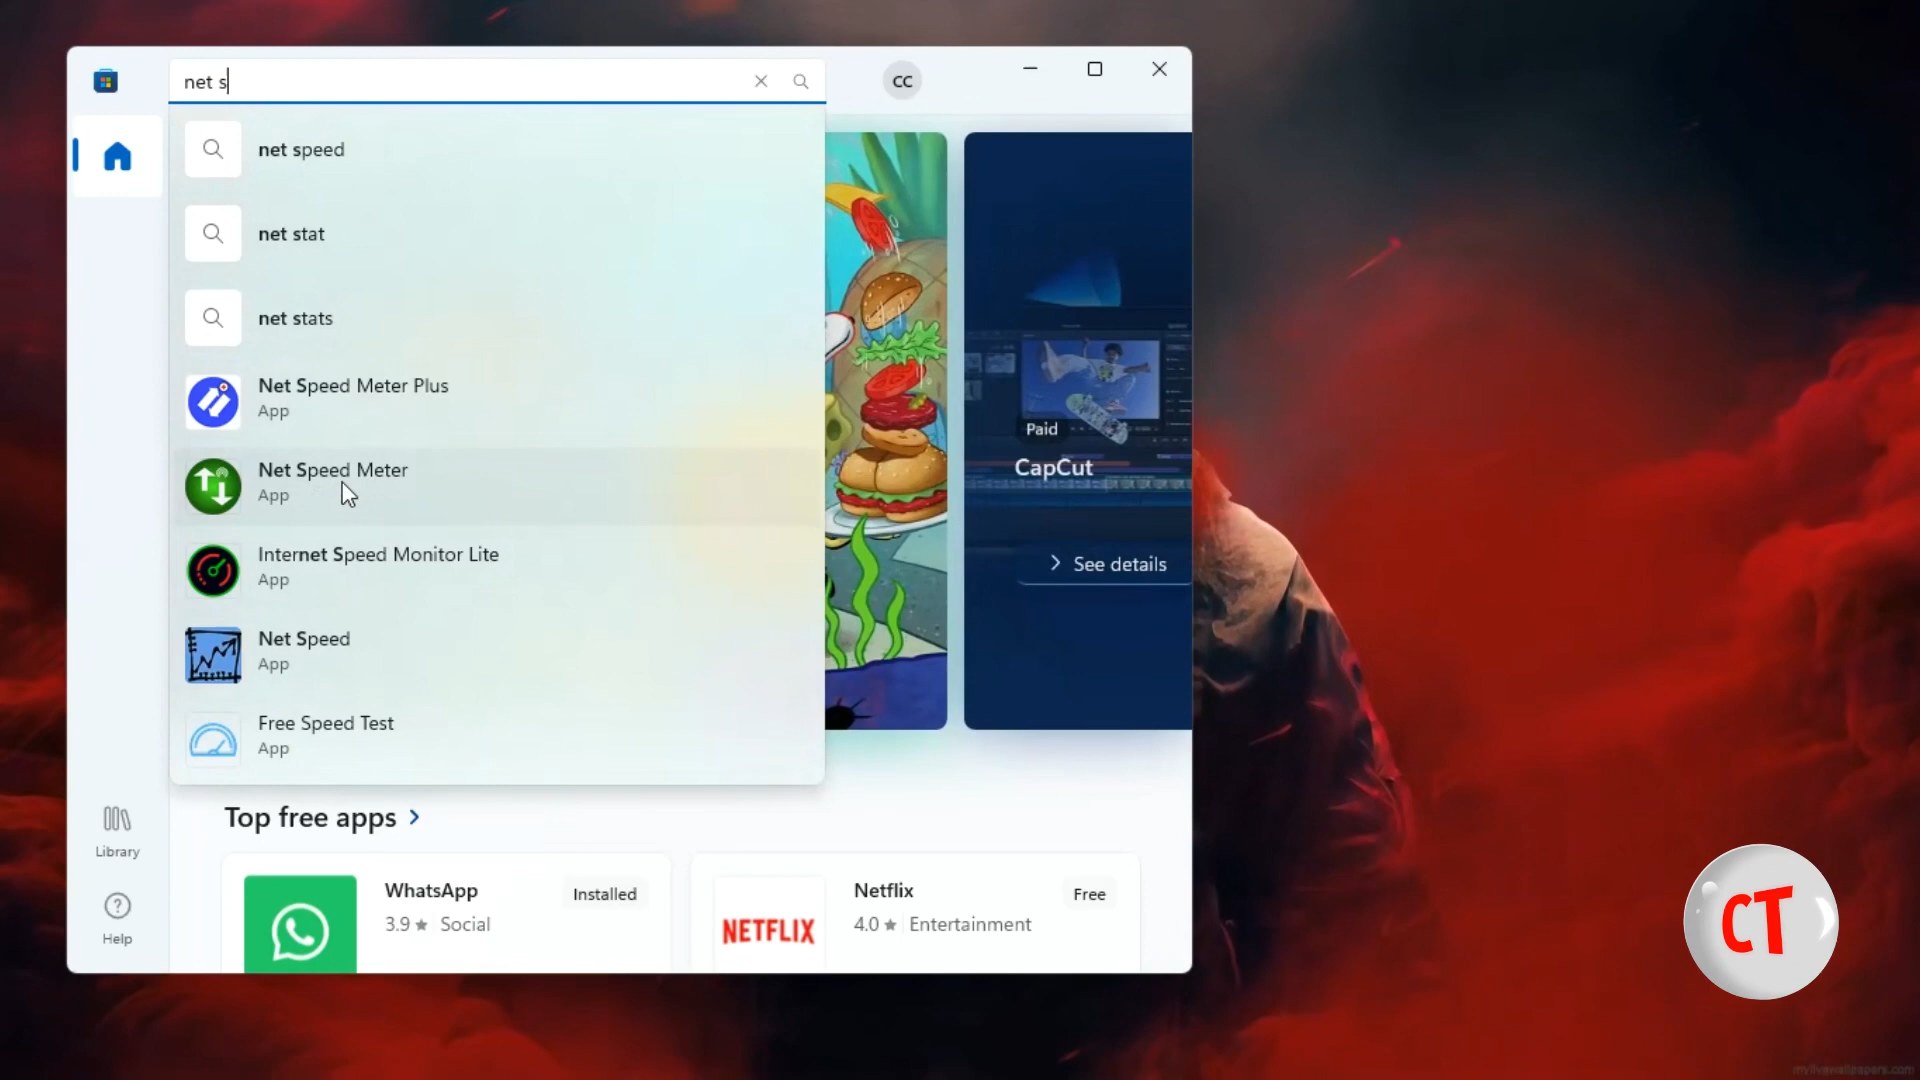 net s
CC
net speed
net stat
net stats
Net Speed Meter Plus
App
Net Speed Meter
App
Internet Speed Monitor Lite
App
Net Speed
App
Free Speed Test
App
Paid
CapCut
See details
Top free apps
Library
Help
WhatsApp
Installed
3.9 ★ Social
NETFLIX
Netflix
Free
4.0 ★ Entertainment
CT
mylivewallpapers.com